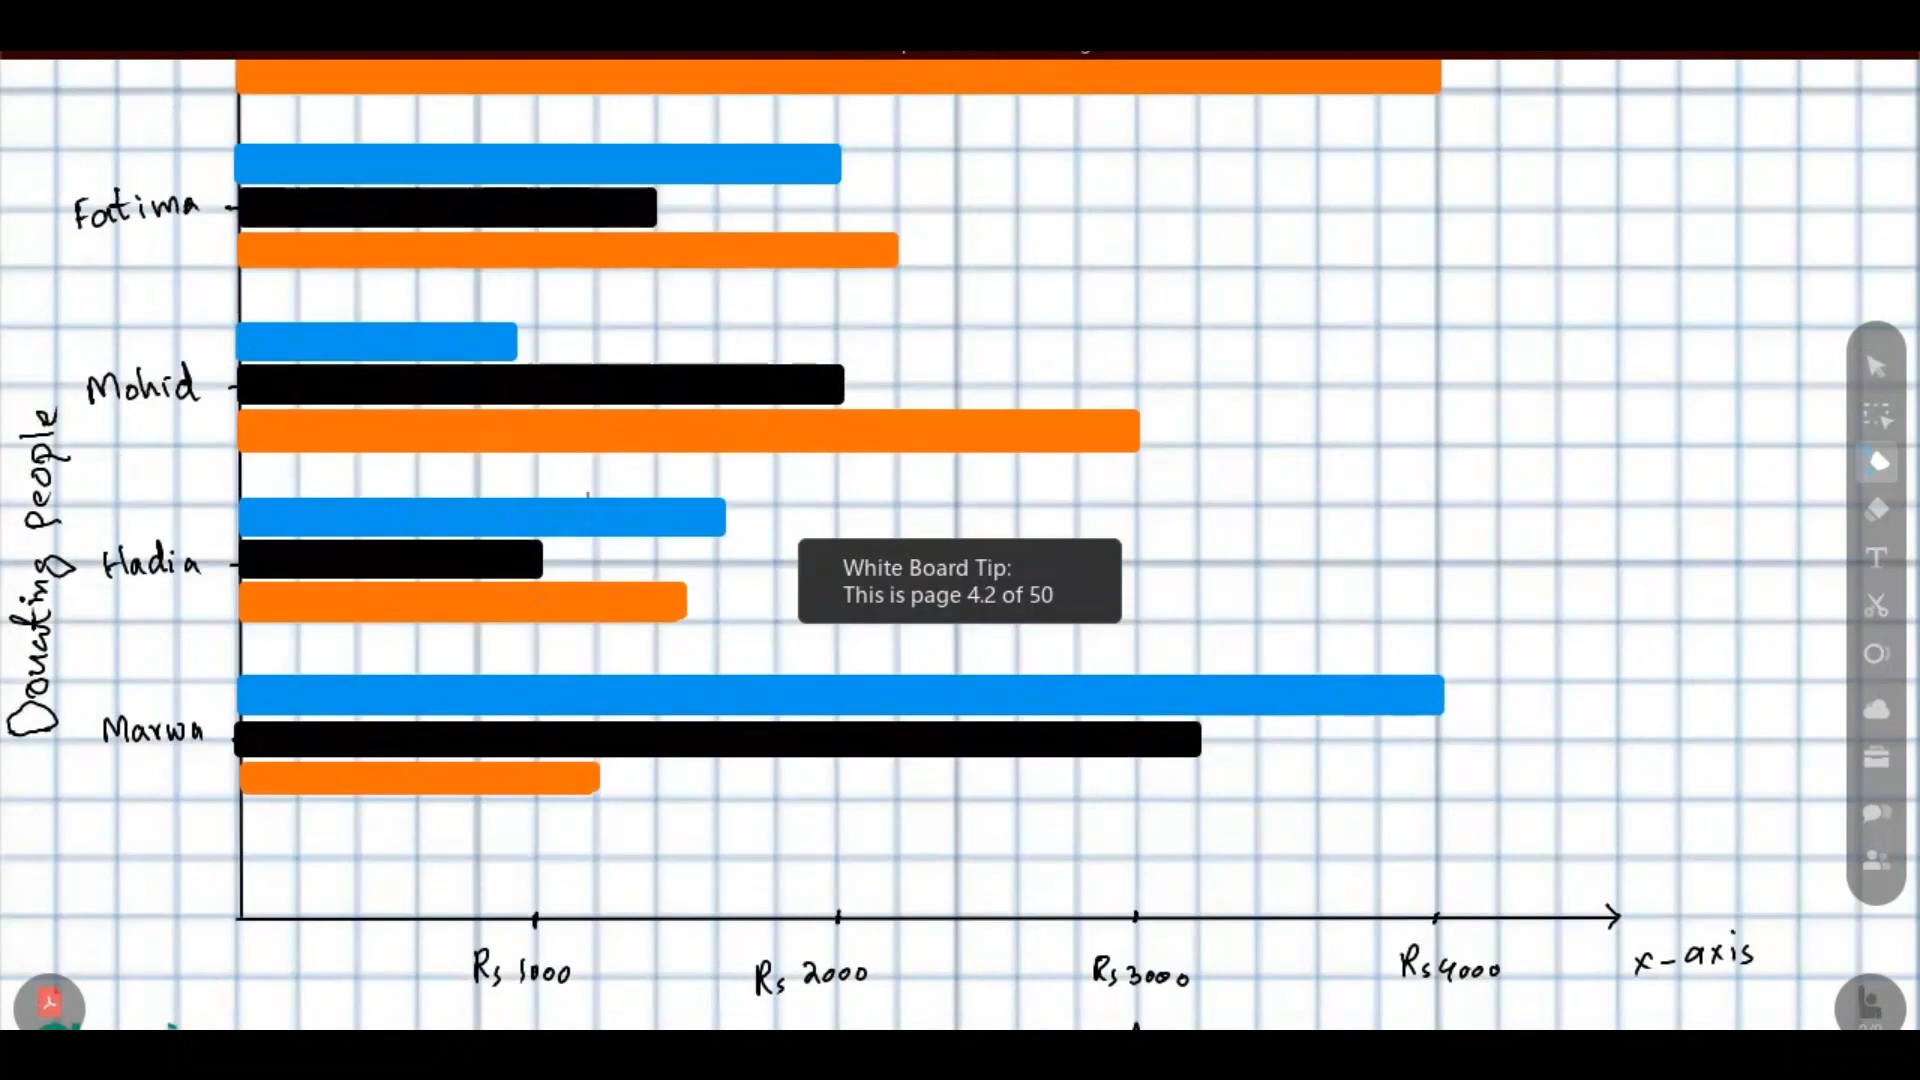 Fatima
Mohid
Donating people
Hadia
White Board Tip:
This is page 4.2 of 50
Marwa
Rs 1000
Rs 2000
Rs 3000
Rs 4000
x-axis